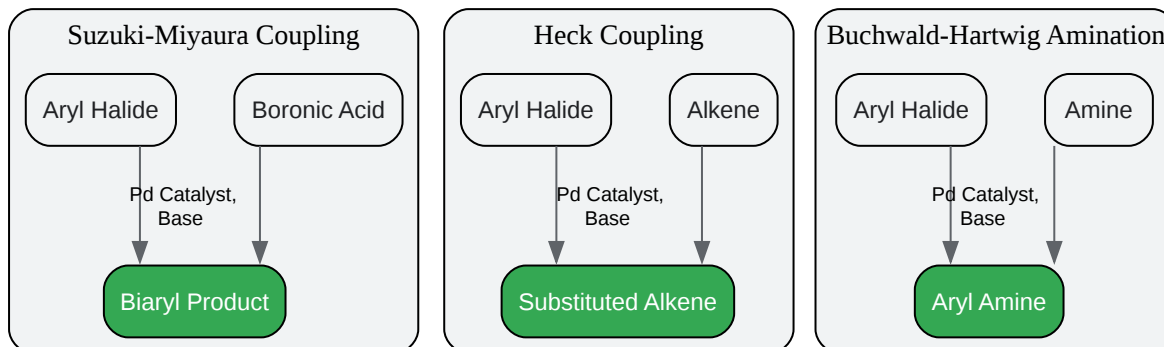 Suzuki-Miyaura Coupling
Aryl Halide
Boronic Acid
Pd Catalyst,
Base
Biaryl Product
Heck Coupling
Aryl Halide
Alkene
Pd Catalyst,
Base
Substituted Alkene
Buchwald-Hartwig Amination
Aryl Halide
Amine
Pd Catalyst,
Base
Aryl Amine